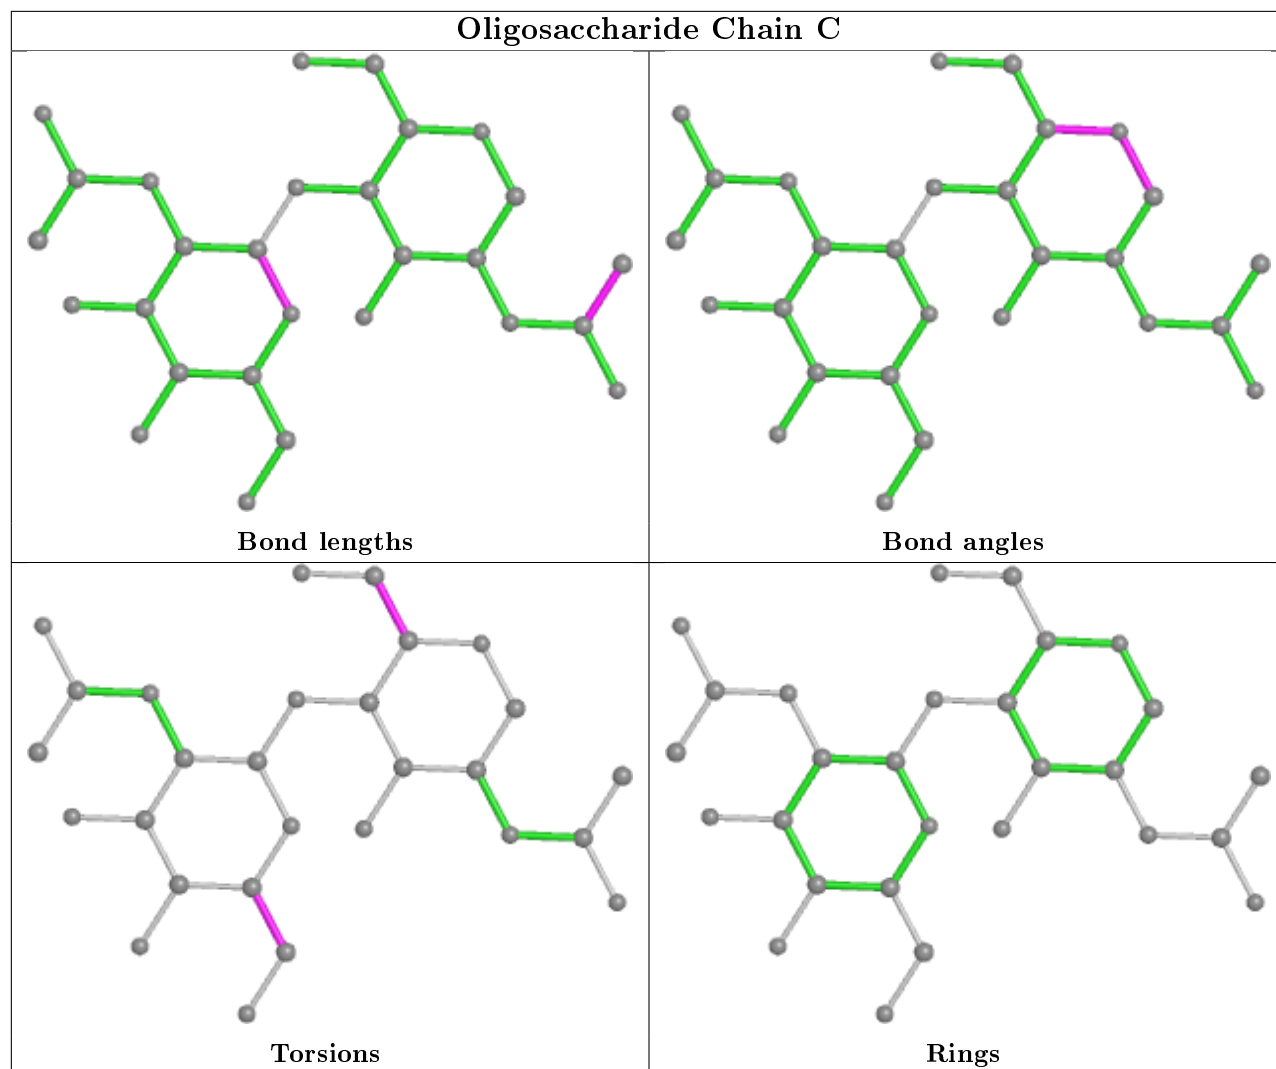 Oligosaccharide Chain C
Bond lengths
Bond angles
Torsions
Rings